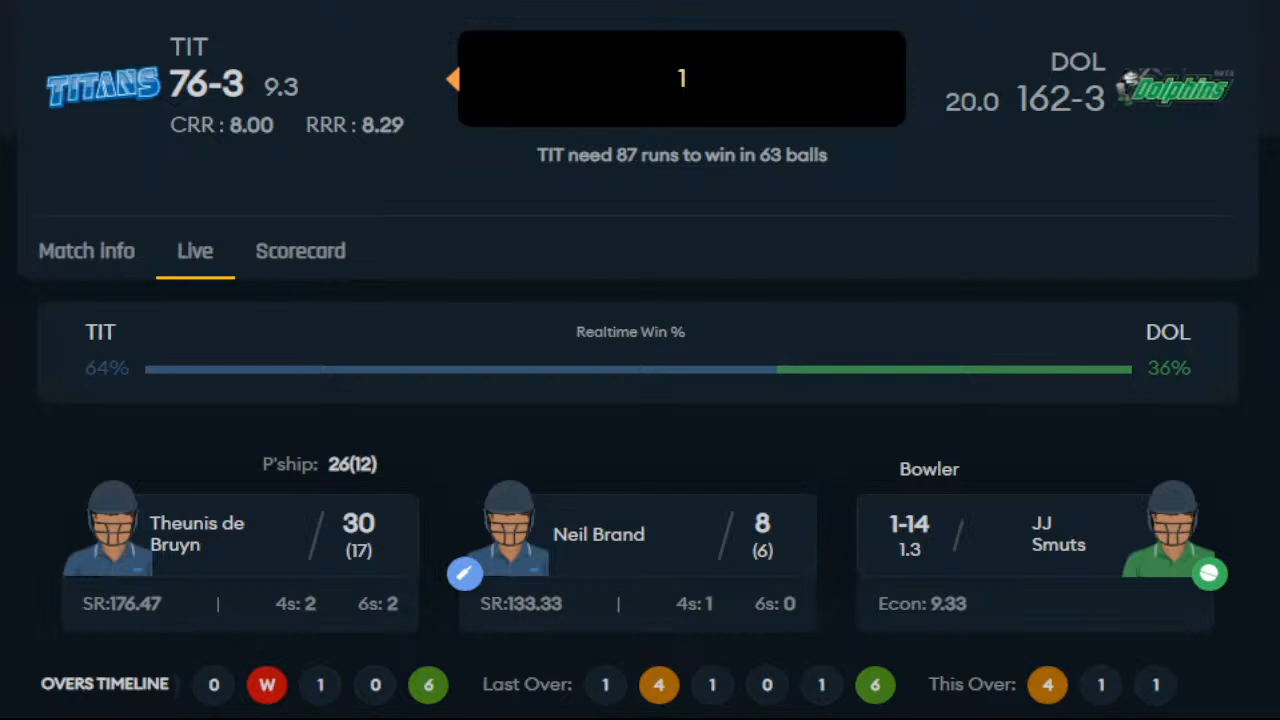 TIT
TITANS
76-3 9.3
CRR : 8.00 RRR : 8.29
1
TIT need 87 runs to win in 63 balls
DOL
20.0 162-3
Dolphins
Match info Live Scorecard
TIT Realtime Win % DOL
64% 36%
P'ship: 26(12)
Theunis de
Bruyn
30
(17)
SR:176.47 | 4s: 2 6s: 2
Neil Brand
8
(6)
SR:133.33 | 4s: 1 6s: 0
Bowler
1-14
1.3
JJ
Smuts
Econ: 9.33
OVERS TIMELINE 0 W 1 0 6 Last Over: 1 4 1 0 1 6 This Over: 4 1 1